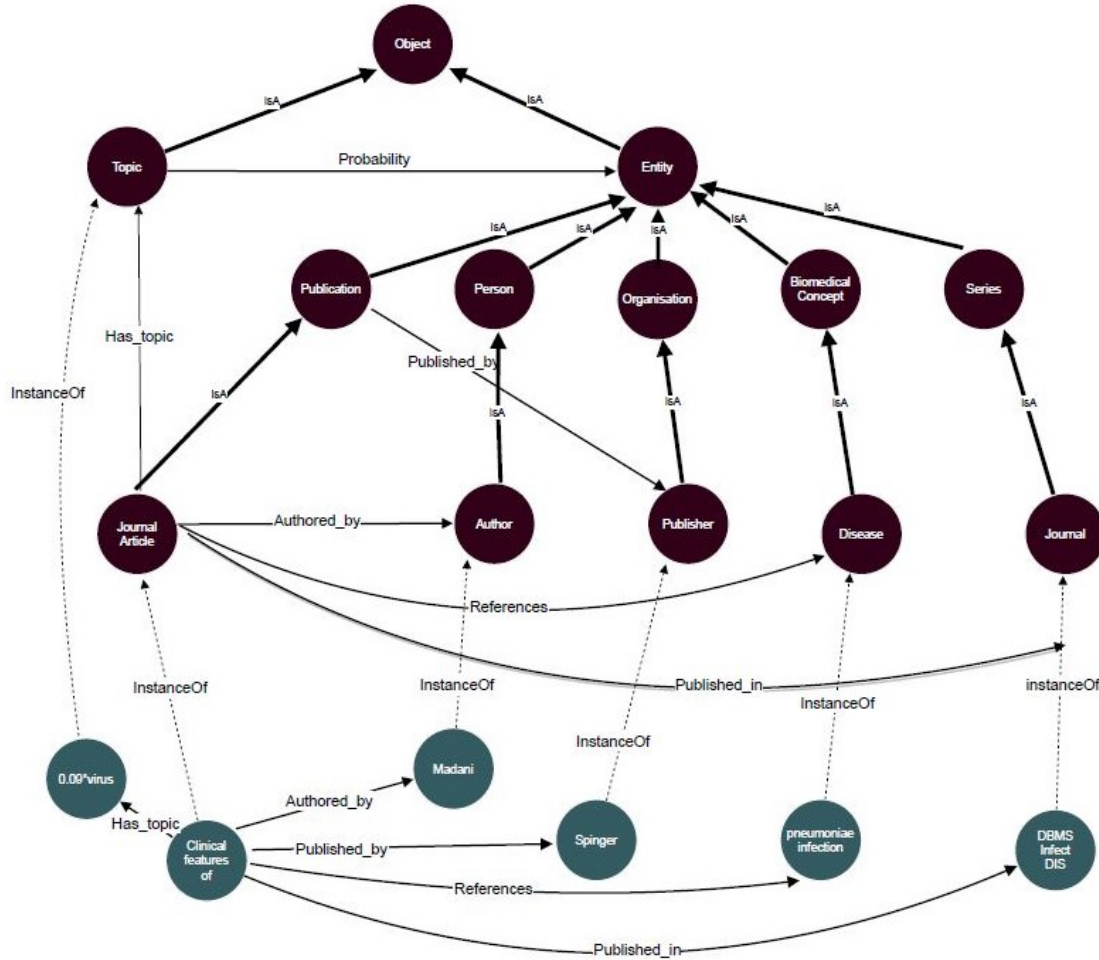 Object
IsA
IsA
Topic
Probability
Entity
IsA
IsA
IsA
IsA
IsA
Publication
Person
Organisation
Biomedical
Concept
Series
Has_topic
Published_by
InstanceOf
IsA
IsA
IsA
IsA
IsA
Journal
Article
Authored_by
Author
Publisher
Disease
Journal
References
InstanceOf
InstanceOf
Published_in
instanceOf
InstanceOf
InstanceOf
0.09*virus
Madani
Authored_by
Has_topic
Clinical
features
of
Published_by
Spinger
pneumoniae
infection
DBMS
Infect
DIS
References
Published_in